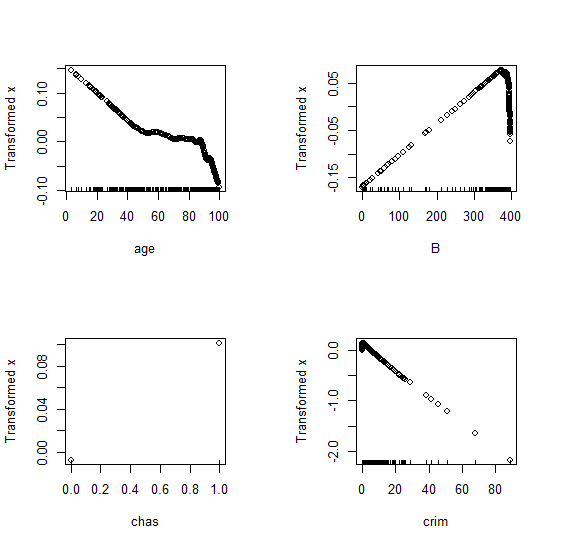 Transformed x
0.10
0.00
-0.10
0 20 40 60 80 100
age
Transformed x
0.05
-0.05
-0.15
0 100 200 300 400
B
Transformed x
0.08
0.04
0.00
0.0 0.2 0.4 0.6 0.8 1.0
chas
Transformed x
0.0
-1.0
-2.0
0 20 40 60 80
crim